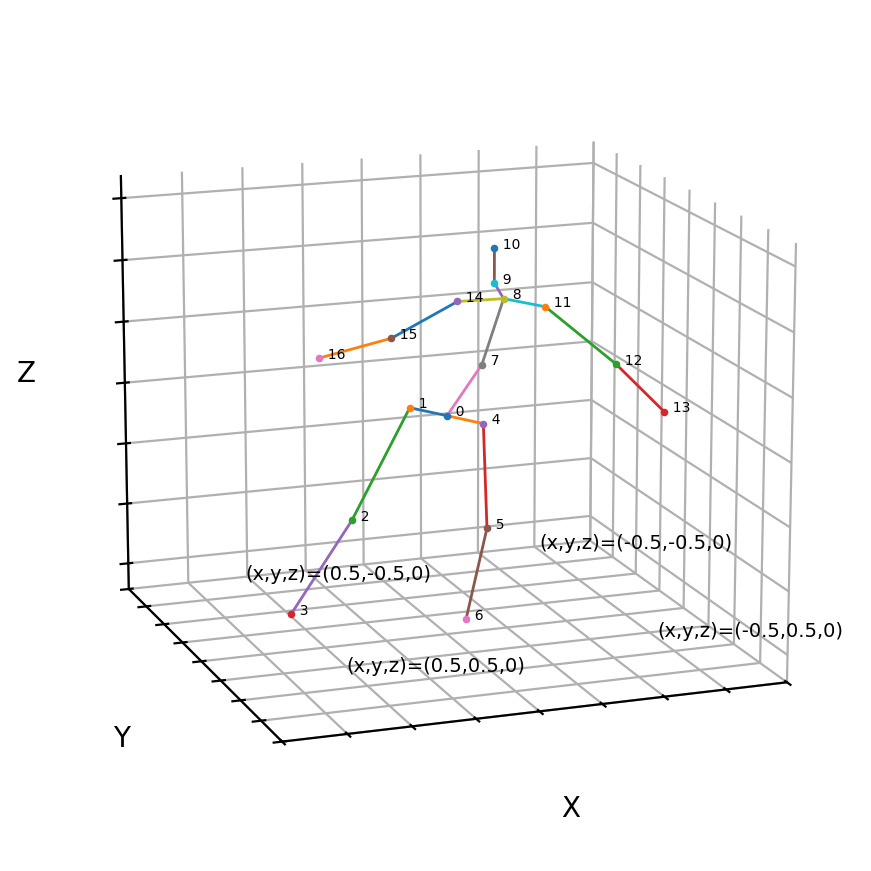 10
9
14
8
11
15
16
7
12
Z
1
0
13
4
2
5
(x,y,z)=(-0.5,-0.5,0)
(x,y,z)=(0.5,-0.5,0)
3
6
(x,y,z)=(-0.5,0.5,0)
(x,y,z)=(0.5,0.5,0)
Y
X